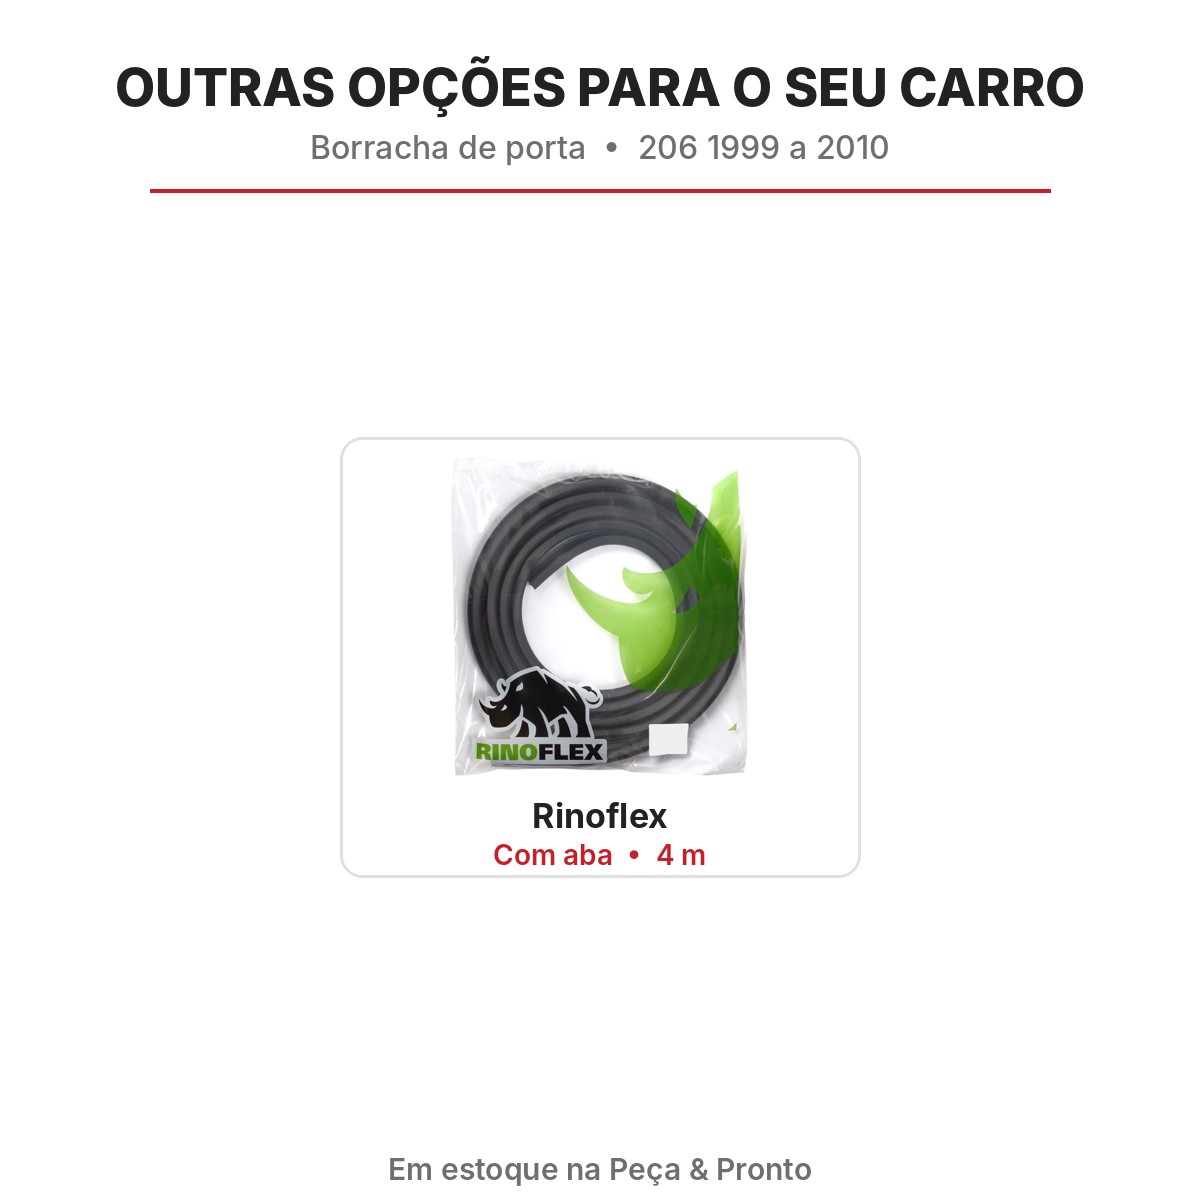 OUTRAS OPÇÕES PARA O SEU CARRO
Borracha de porta • 206 1999 a 2010
RINOFLEX
Rinoflex
Com aba • 4 m
Em estoque na Peça & Pronto